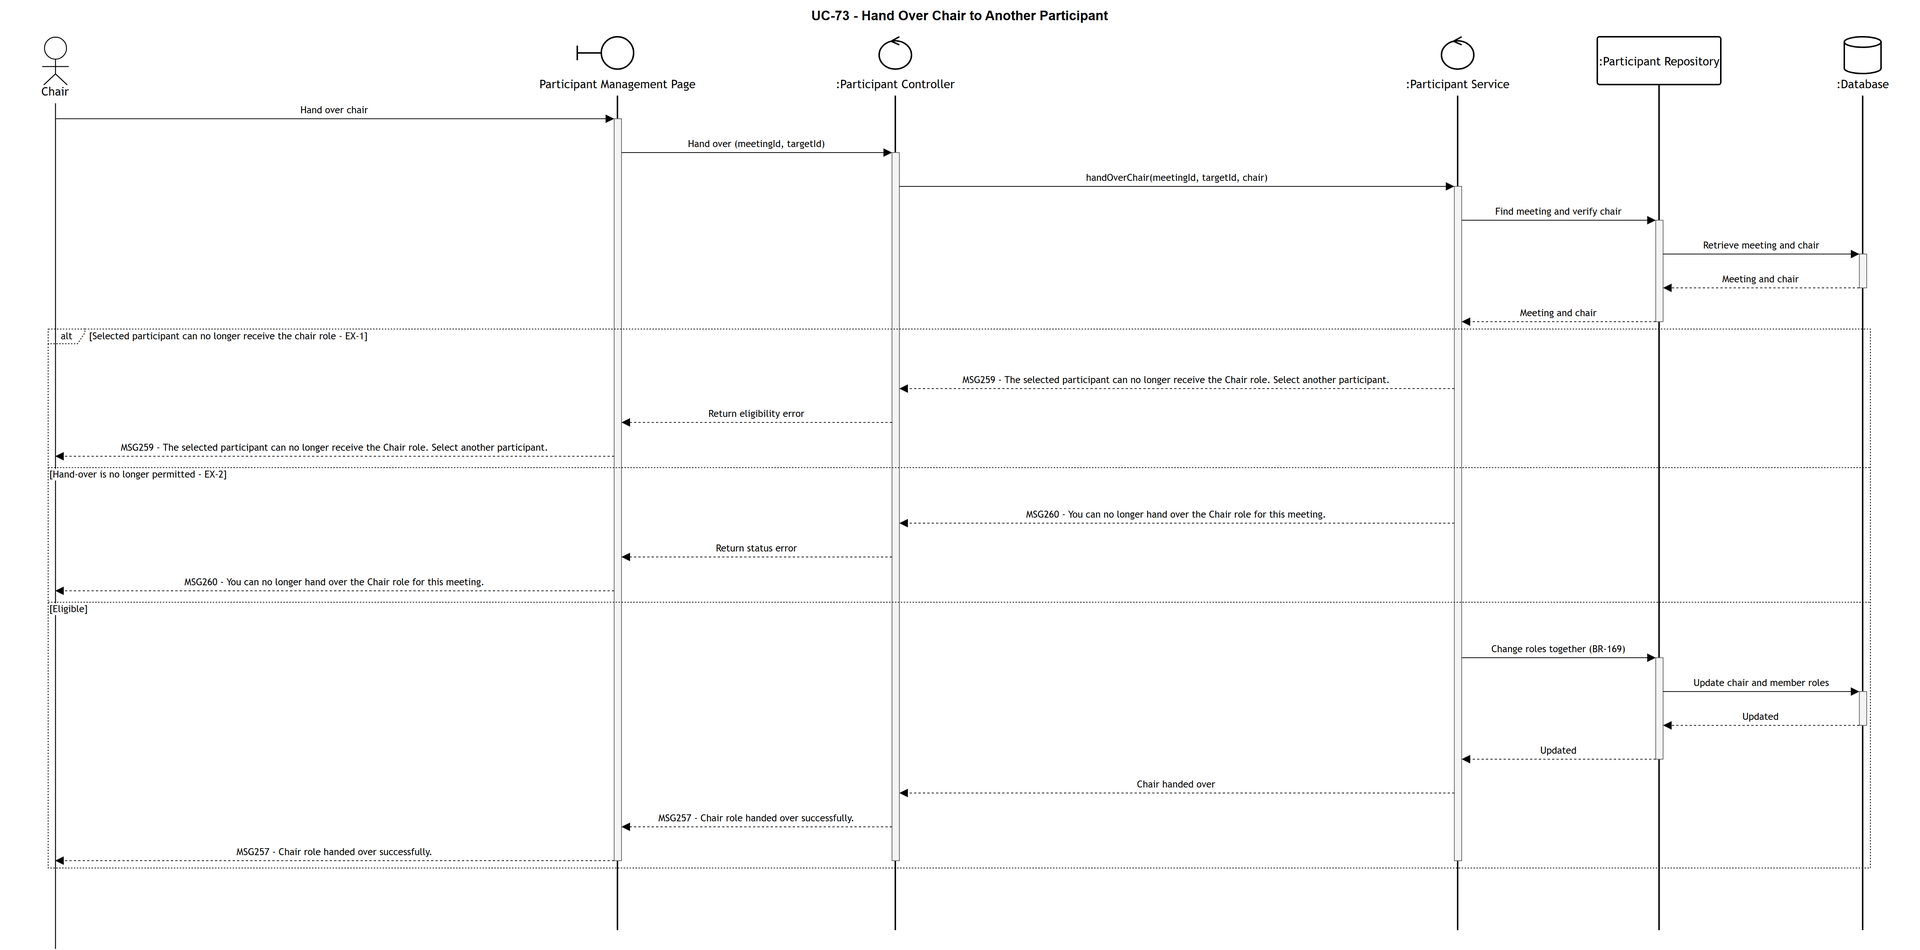 UC-73 - Hand Over Chair to Another Participant
Chair
Participant Management Page
:Participant Controller
:Participant Service
:Participant Repository
:Database
Hand over chair
Hand over (meetingId, targetId)
handOverChair(meetingId, targetId, chair)
Find meeting and verify chair
Retrieve meeting and chair
Meeting and chair
Meeting and chair
alt
[Selected participant can no longer receive the chair role - EX-1]
MSG259 - The selected participant can no longer receive the Chair role. Select another participant.
Return eligibility error
MSG259 - The selected participant can no longer receive the Chair role. Select another participant.
[Hand-over is no longer permitted - EX-2]
MSG260 - You can no longer hand over the Chair role for this meeting.
Return status error
MSG260 - You can no longer hand over the Chair role for this meeting.
[Eligible]
Change roles together (BR-169)
Update chair and member roles
Updated
Updated
Chair handed over
MSG257 - Chair role handed over successfully.
MSG257 - Chair role handed over successfully.